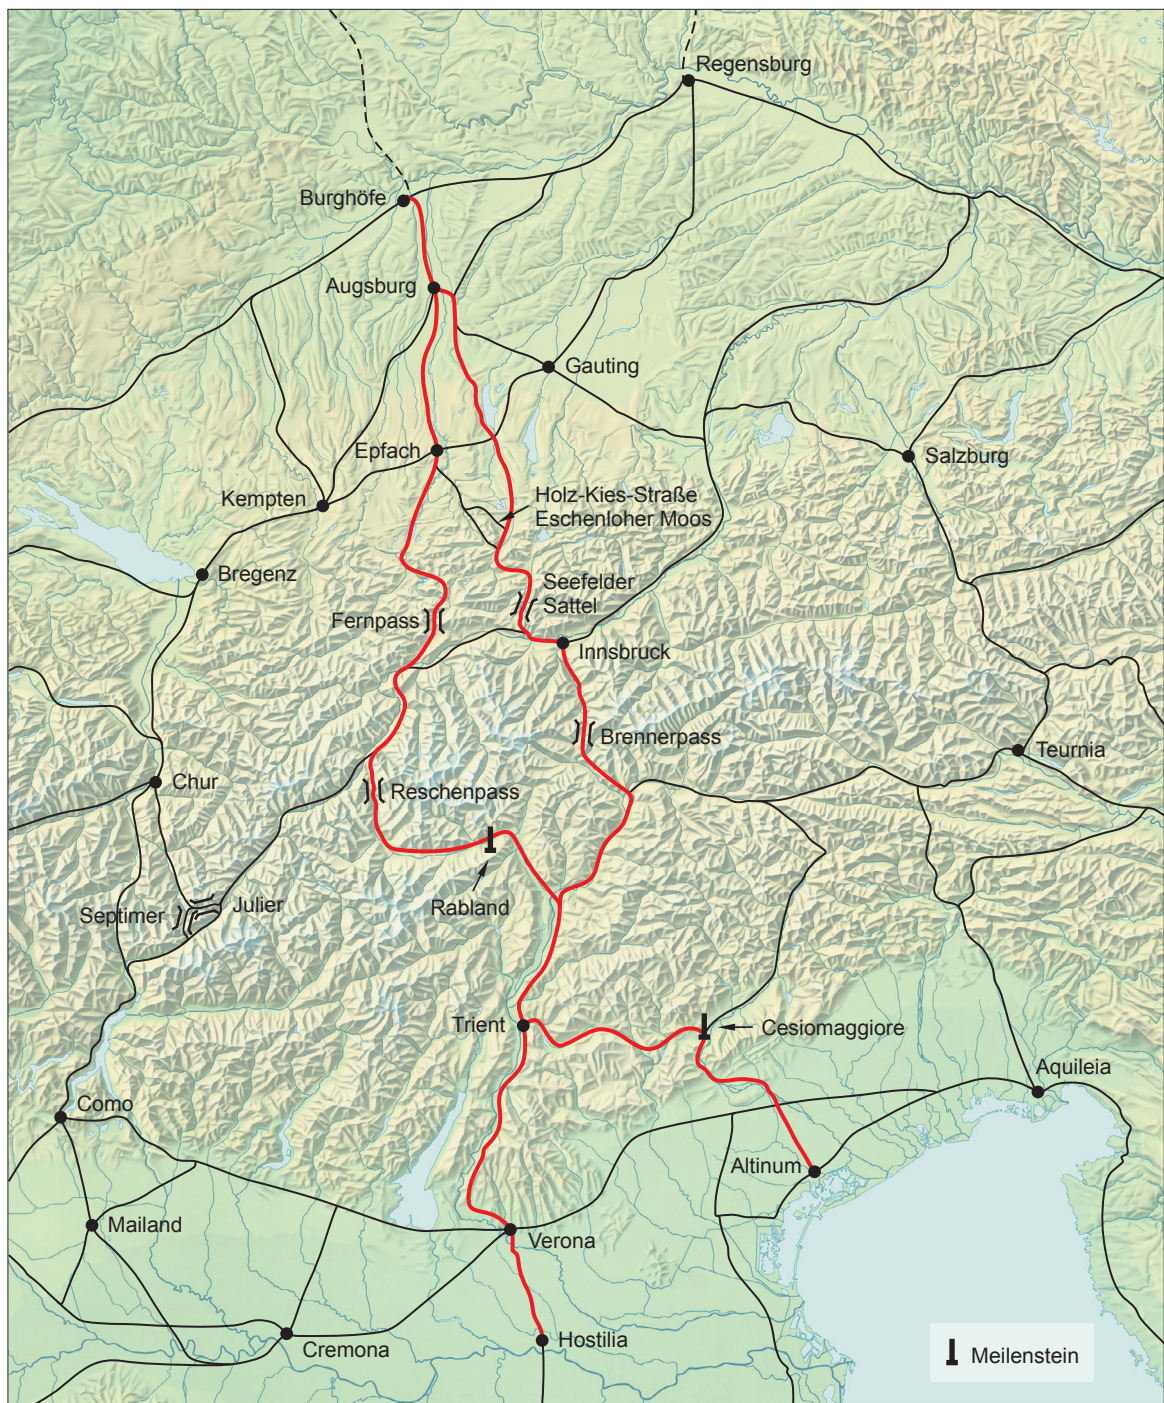 Regensburg
Burghöfe
Augsburg
Gauting
Epfach
Salzburg
Kempten
Holz-Kies-Straße
Eschenloher Moos
Bregenz
Seefelder
Sattel
Fernpass
Innsbruck
Brennerpass
Teurnia
Chur
Reschenpass
Julier
Septimer
Rabland
Trient
Cesiomaggiore
Aquileia
Como
Altinum
Mailand
Verona
Hostilia
Cremona
Meilenstein